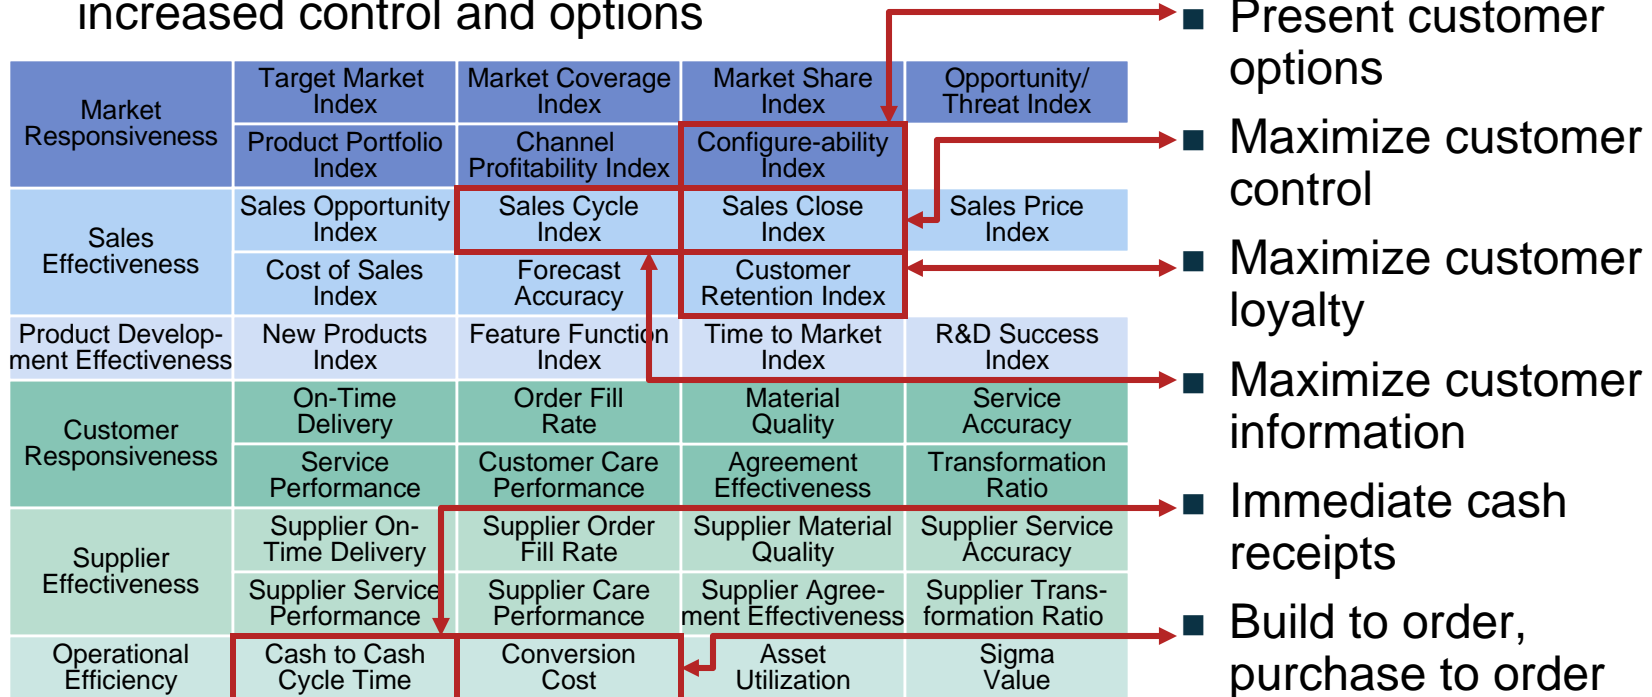 increased control and options
Market
Responsiveness
Target Market
Index
Market Coverage
Index
Market Share
Index
Opportunity/
Threat Index
Product Portfolio
Index
Channel
Profitability Index
Configure-ability
Index
Sales
Effectiveness
Sales Opportunity
Index
Sales Cycle
Index
Sales Close
Index
Sales Price
Index
Cost of Sales
Index
Forecast
Accuracy
Customer
Retention Index
Product Develop-
ment Effectiveness
New Products
Index
Feature Function
Index
Time to Market
Index
R&D Success
Index
Customer
Responsiveness
On-Time
Delivery
Order Fill
Rate
Material
Quality
Service
Accuracy
Service
Performance
Customer Care
Performance
Agreement
Effectiveness
Transformation
Ratio
Supplier
Effectiveness
Supplier On-
Time Delivery
Supplier Order
Fill Rate
Supplier Material
Quality
Supplier Service
Accuracy
Supplier Service
Performance
Supplier Care
Performance
Supplier Agree-
ment Effectiveness
Supplier Trans-
formation Ratio
Operational
Efficiency
Cash to Cash
Cycle Time
Conversion
Cost
Asset
Utilization
Sigma
Value
Present customer
options
Maximize customer
control
Maximize customer
loyalty
Maximize customer
information
Immediate cash
receipts
Build to order,
purchase to order